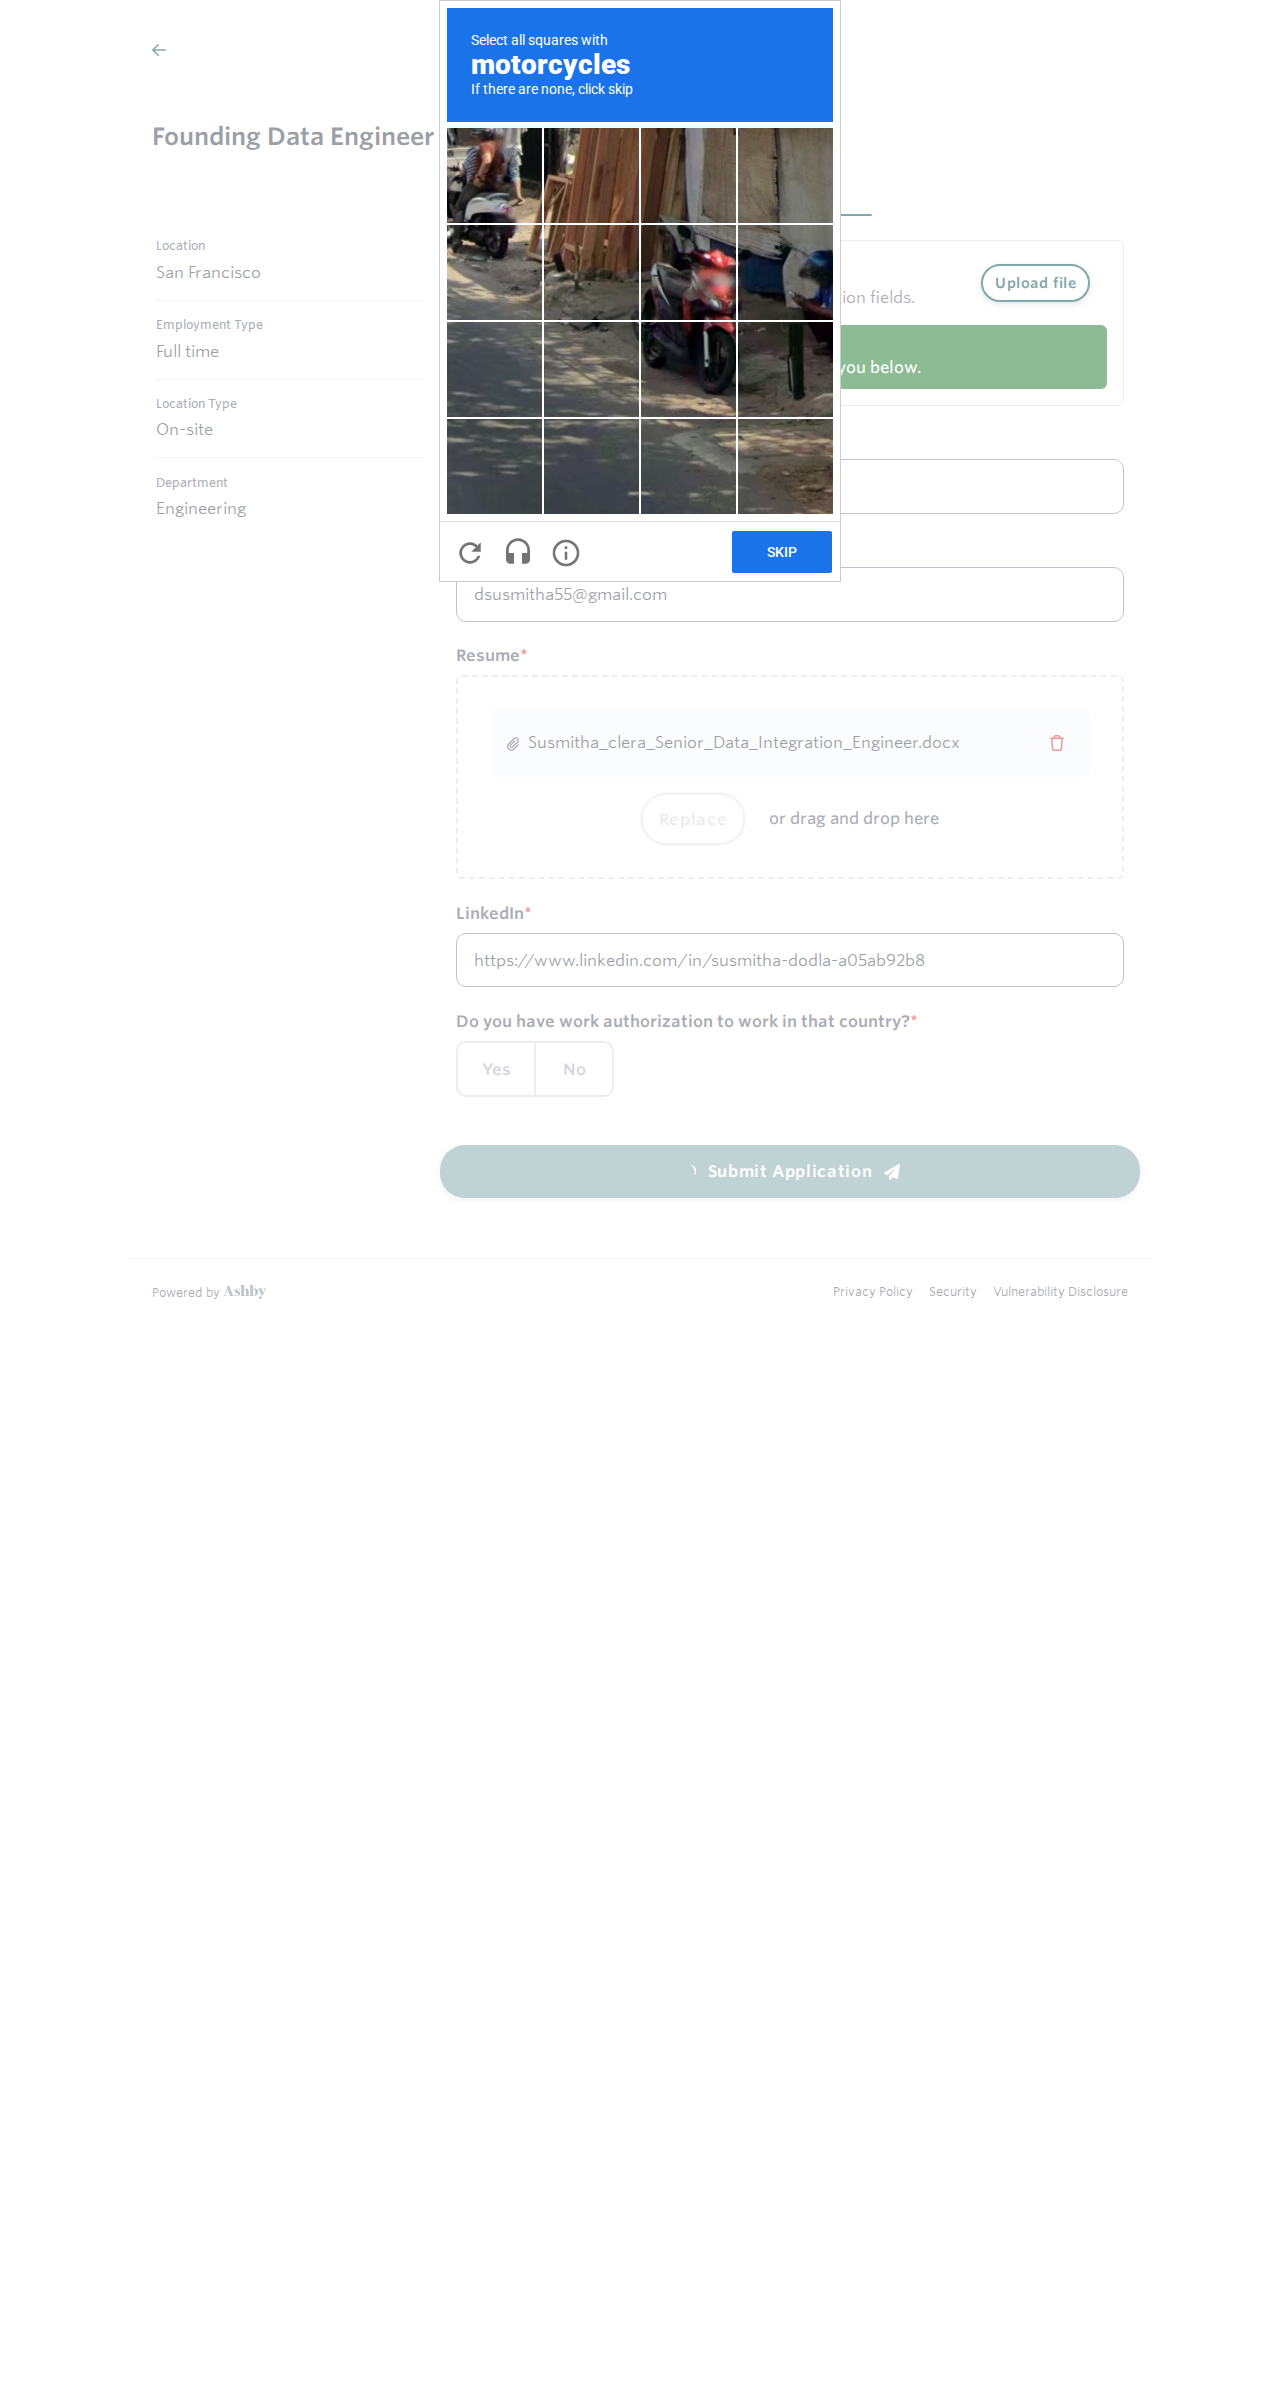 Select all squares with
motorcycles
If there are none, click skip
Founding Data Engineer
Location
San Francisco
Employment Type
Full time
Location Type
On-site
Department
Engineering
Upload file
ion fields.
you below.
SKIP
dsusmitha55@gmail.com
Resume*
Susmitha_clera_Senior_Data_Integration_Engineer.docx
Replace or drag and drop here
LinkedIn*
https://www.linkedin.com/in/susmitha-dodla-a05ab92b8
Do you have work authorization to work in that country?*
Yes No
Submit Application
Powered by Ashby
Privacy Policy Security Vulnerability Disclosure